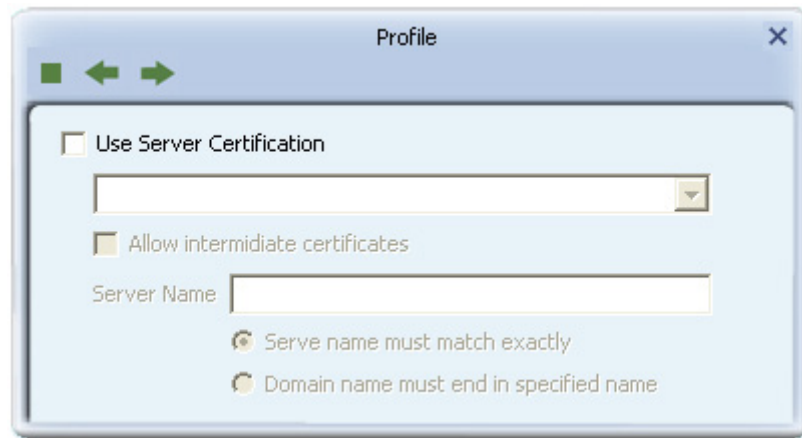 Profile
Use Server Certification
Allow intermidiate certificates
Server Name
Serve name must match exactly
Domain name must end in specified name